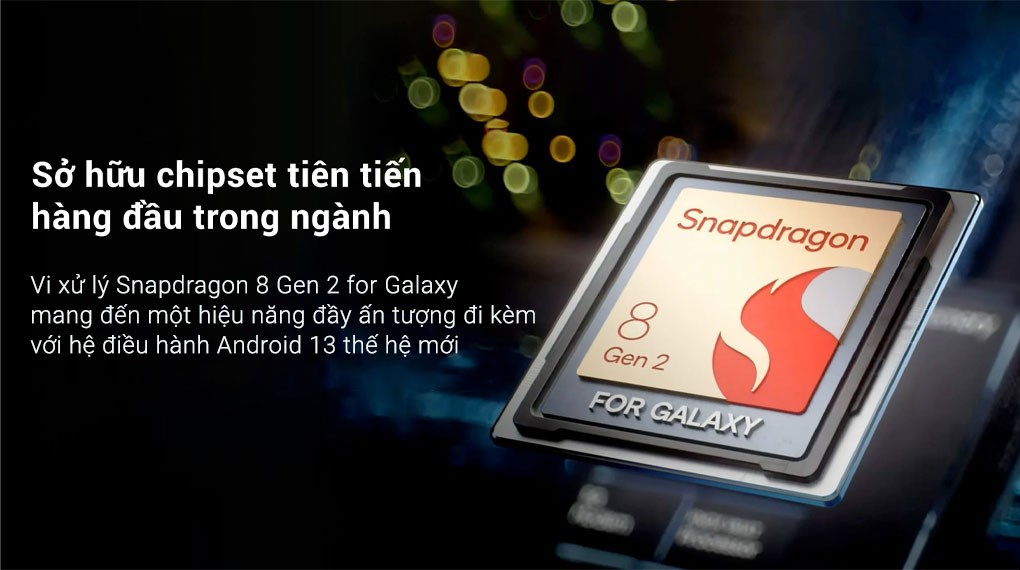 Sở hữu chipset tiên tiến
hàng đầu trong ngành
Vi xử lý Snapdragon 8 Gen 2 for Galaxy
mang đến một hiệu năng đầy ấn tượng đi kèm
với hệ điều hành Android 13 thế hệ mới
Snapdragon
8
Gen 2
FOR GALAXY